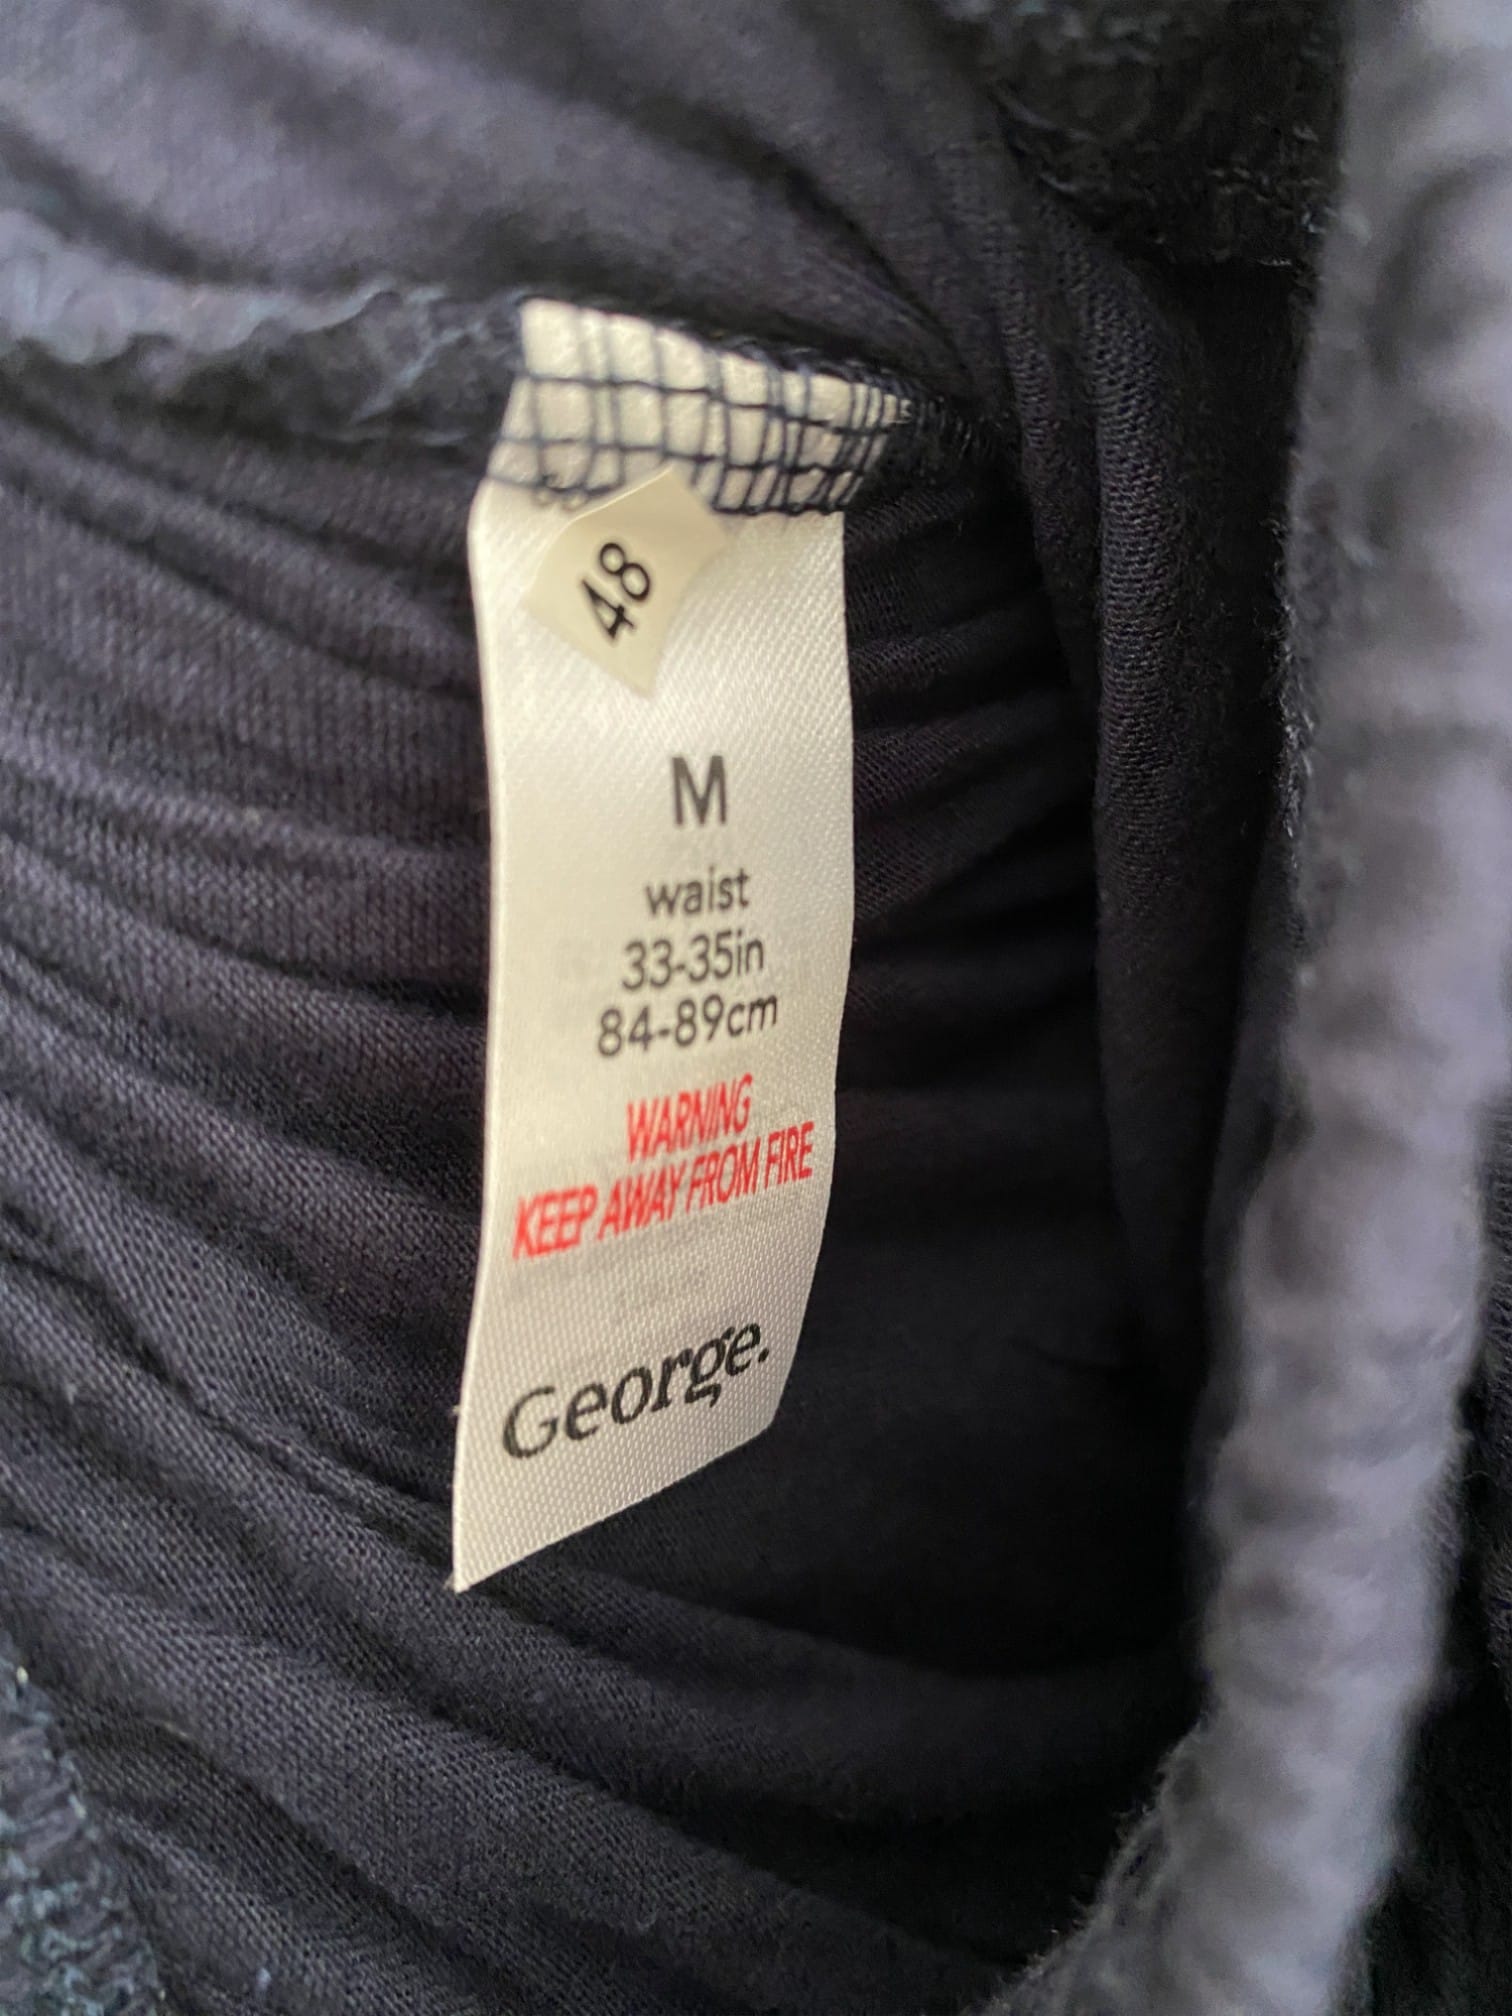 48
M
waist
33-35in
84-89cm
WARNING
KEEP AWAY FROM FIRE
George.